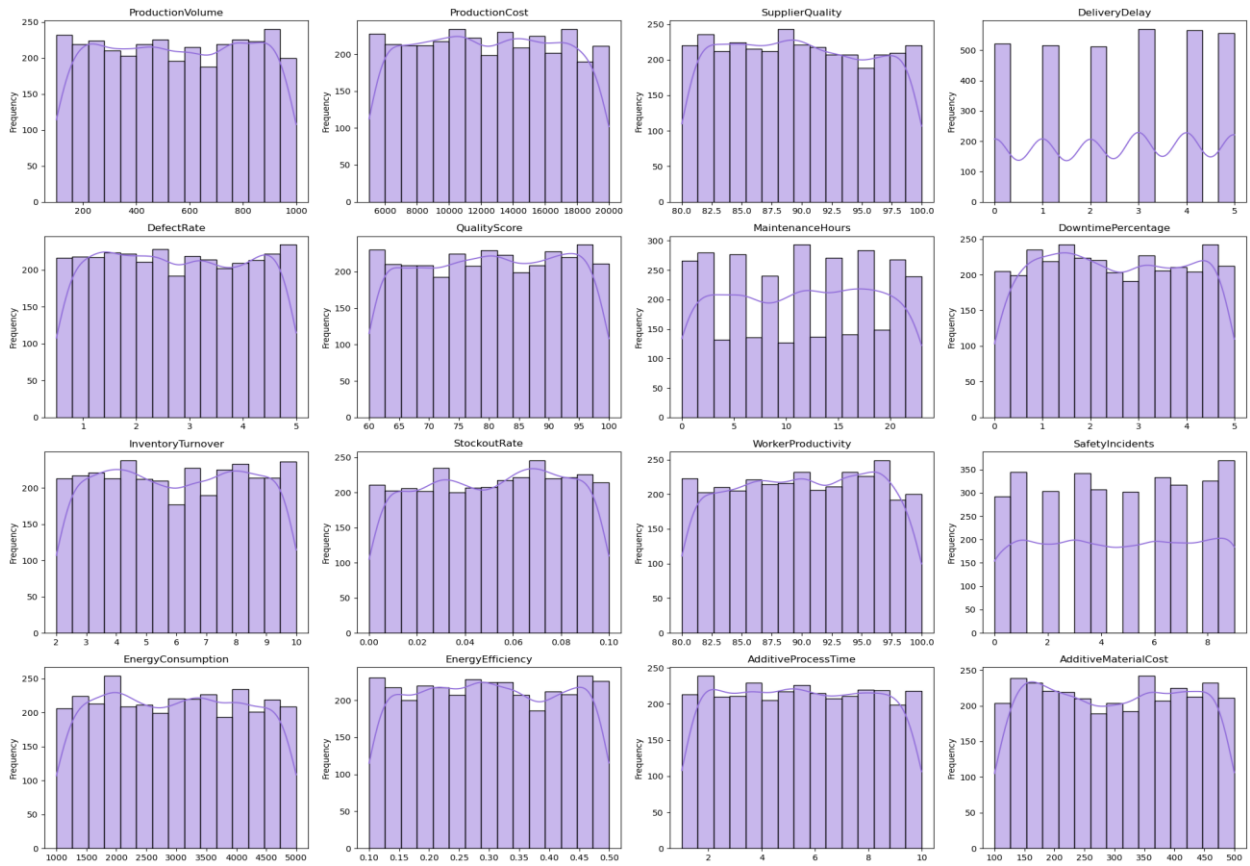 ProductionVolume
250
200
150
100
50
0
Frequency
200 400 600 800 1000
ProductionCost
200
150
100
50
0
Frequency
6000 8000 10000 12000 14000 16000 18000 20000
SupplierQuality
250
200
150
100
50
0
Frequency
80.0 82.5 85.0 87.5 90.0 92.5 95.0 97.5 100.0
DeliveryDelay
500
400
300
200
100
0
Frequency
0 1 2 3 4 5
DefectRate
200
150
100
50
0
Frequency
1 2 3 4 5
QualityScore
200
150
100
50
0
Frequency
60 65 70 75 80 85 90 95 100
MaintenanceHours
300
250
200
150
100
50
0
Frequency
0 5 10 15 20
DowntimePercentage
250
200
150
100
50
0
Frequency
0 1 2 3 4 5
InventoryTurnover
200
150
100
50
0
Frequency
2 3 4 5 6 7 8 9 10
StockoutRate
250
200
150
100
50
0
Frequency
0.00 0.02 0.04 0.06 0.08 0.10
WorkerProductivity
250
200
150
100
50
0
Frequency
80.0 82.5 85.0 87.5 90.0 92.5 95.0 97.5 100.0
SafetyIncidents
350
300
250
200
150
100
50
0
Frequency
0 2 4 6 8
EnergyConsumption
250
200
150
100
50
0
Frequency
1000 1500 2000 2500 3000 3500 4000 4500 5000
EnergyEfficiency
200
150
100
50
0
Frequency
0.10 0.15 0.20 0.25 0.30 0.35 0.40 0.45 0.50
AdditiveProcessTime
250
200
150
100
50
0
Frequency
2 4 6 8 10
AdditiveMaterialCost
200
150
100
50
0
Frequency
100 150 200 250 300 350 400 450 500